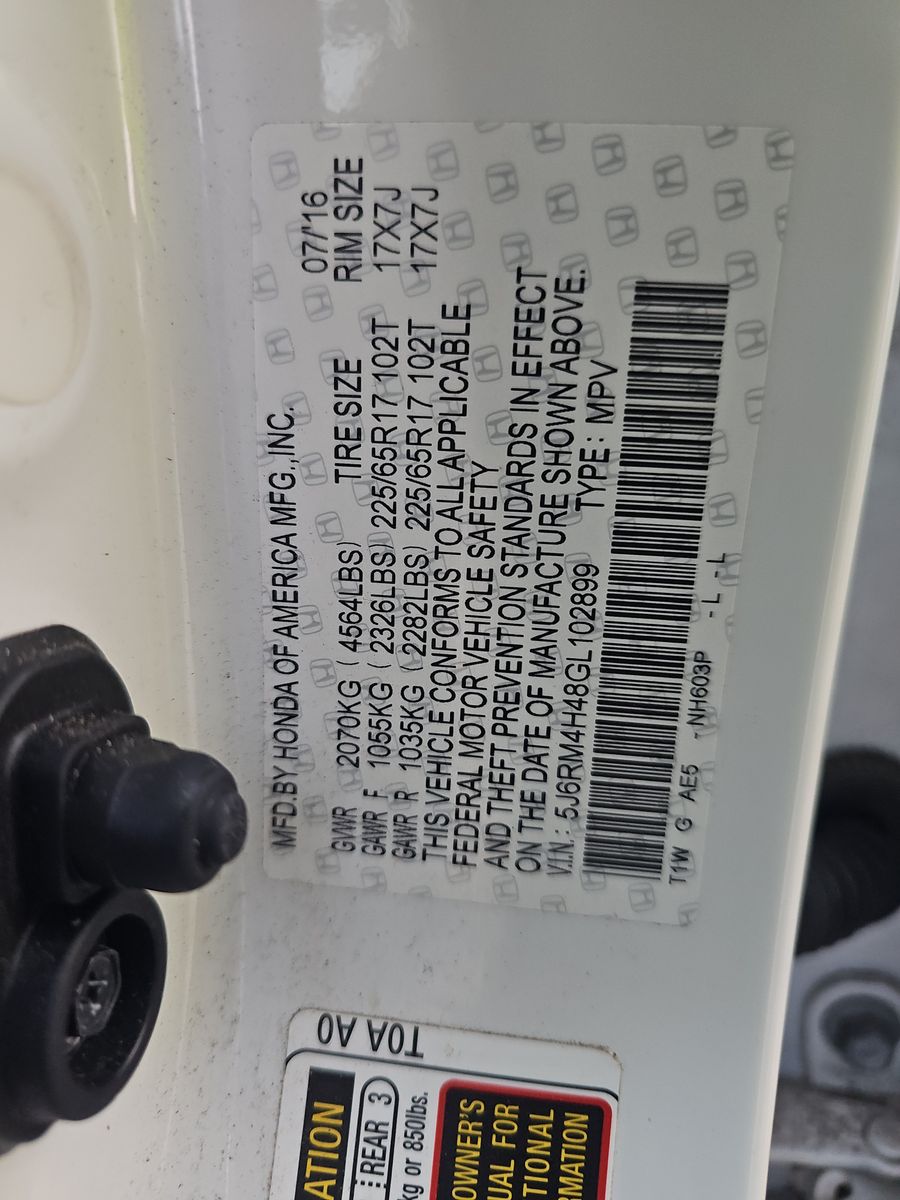 MFD.BY HONDA OF AMERICA MFG.,INC.
07/'16
GVWR 2070KG ( 4564LBS) TIRE SIZE RIM SIZE
GAWR F 1055KG ( 2326LBS) 225/65R17 102T 17X7J
GAWR R 1035KG ( 2282LBS) 225/65R17 102T 17X7J
THIS VEHICLE CONFORMS TO ALL APPLICABLE
FEDERAL MOTOR VEHICLE SAFETY
AND THEFT PREVENTION STANDARDS IN EFFECT
ON THE DATE OF MANUFACTURE SHOWN ABOVE.
V.I.N.: 5J6RM4H48GL102899 TYPE: MPV
T1W G AE5 -NH603P -L -L
T0A A0
ATION
REAR 3
kg or 850lbs.
OWNER'S
UAL FOR
TIONAL
RMATION